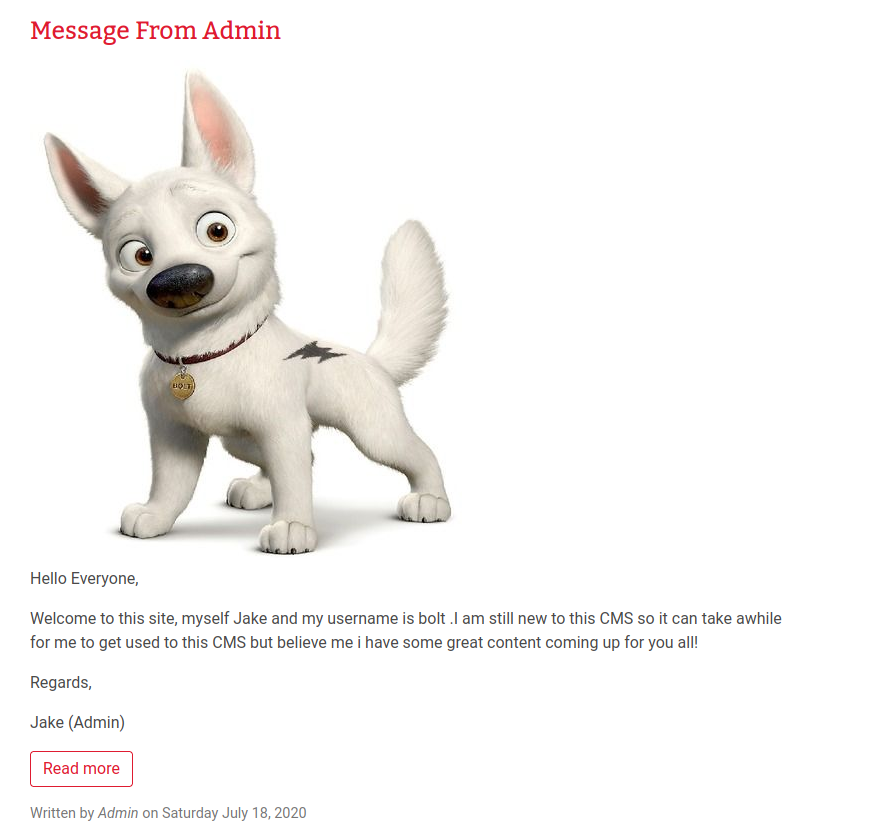 Message From Admin
BOLT
Hello Everyone,
Welcome to this site, myself Jake and my username is bolt .I am still new to this CMS so it can take awhile
for me to get used to this CMS but believe me i have some great content coming up for you all!
Regards,
Jake (Admin)
Read more
Written by Admin on Saturday July 18, 2020